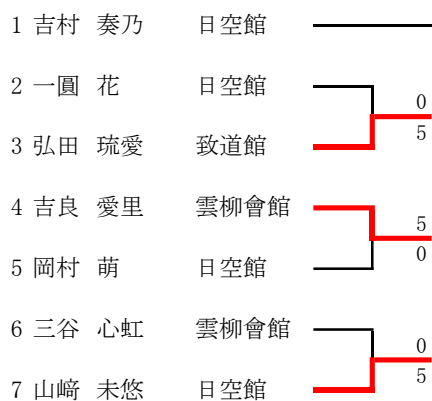 1 吉村 奏乃 日空館
2 一圓 花 日空館
0
5
3 弘田 琉愛 致道館
4 吉良 愛里 雲柳會館
5
0
5 岡村 萌 日空館
6 三谷 心虹 雲柳會館
0
5
7 山﨑 未悠 日空館